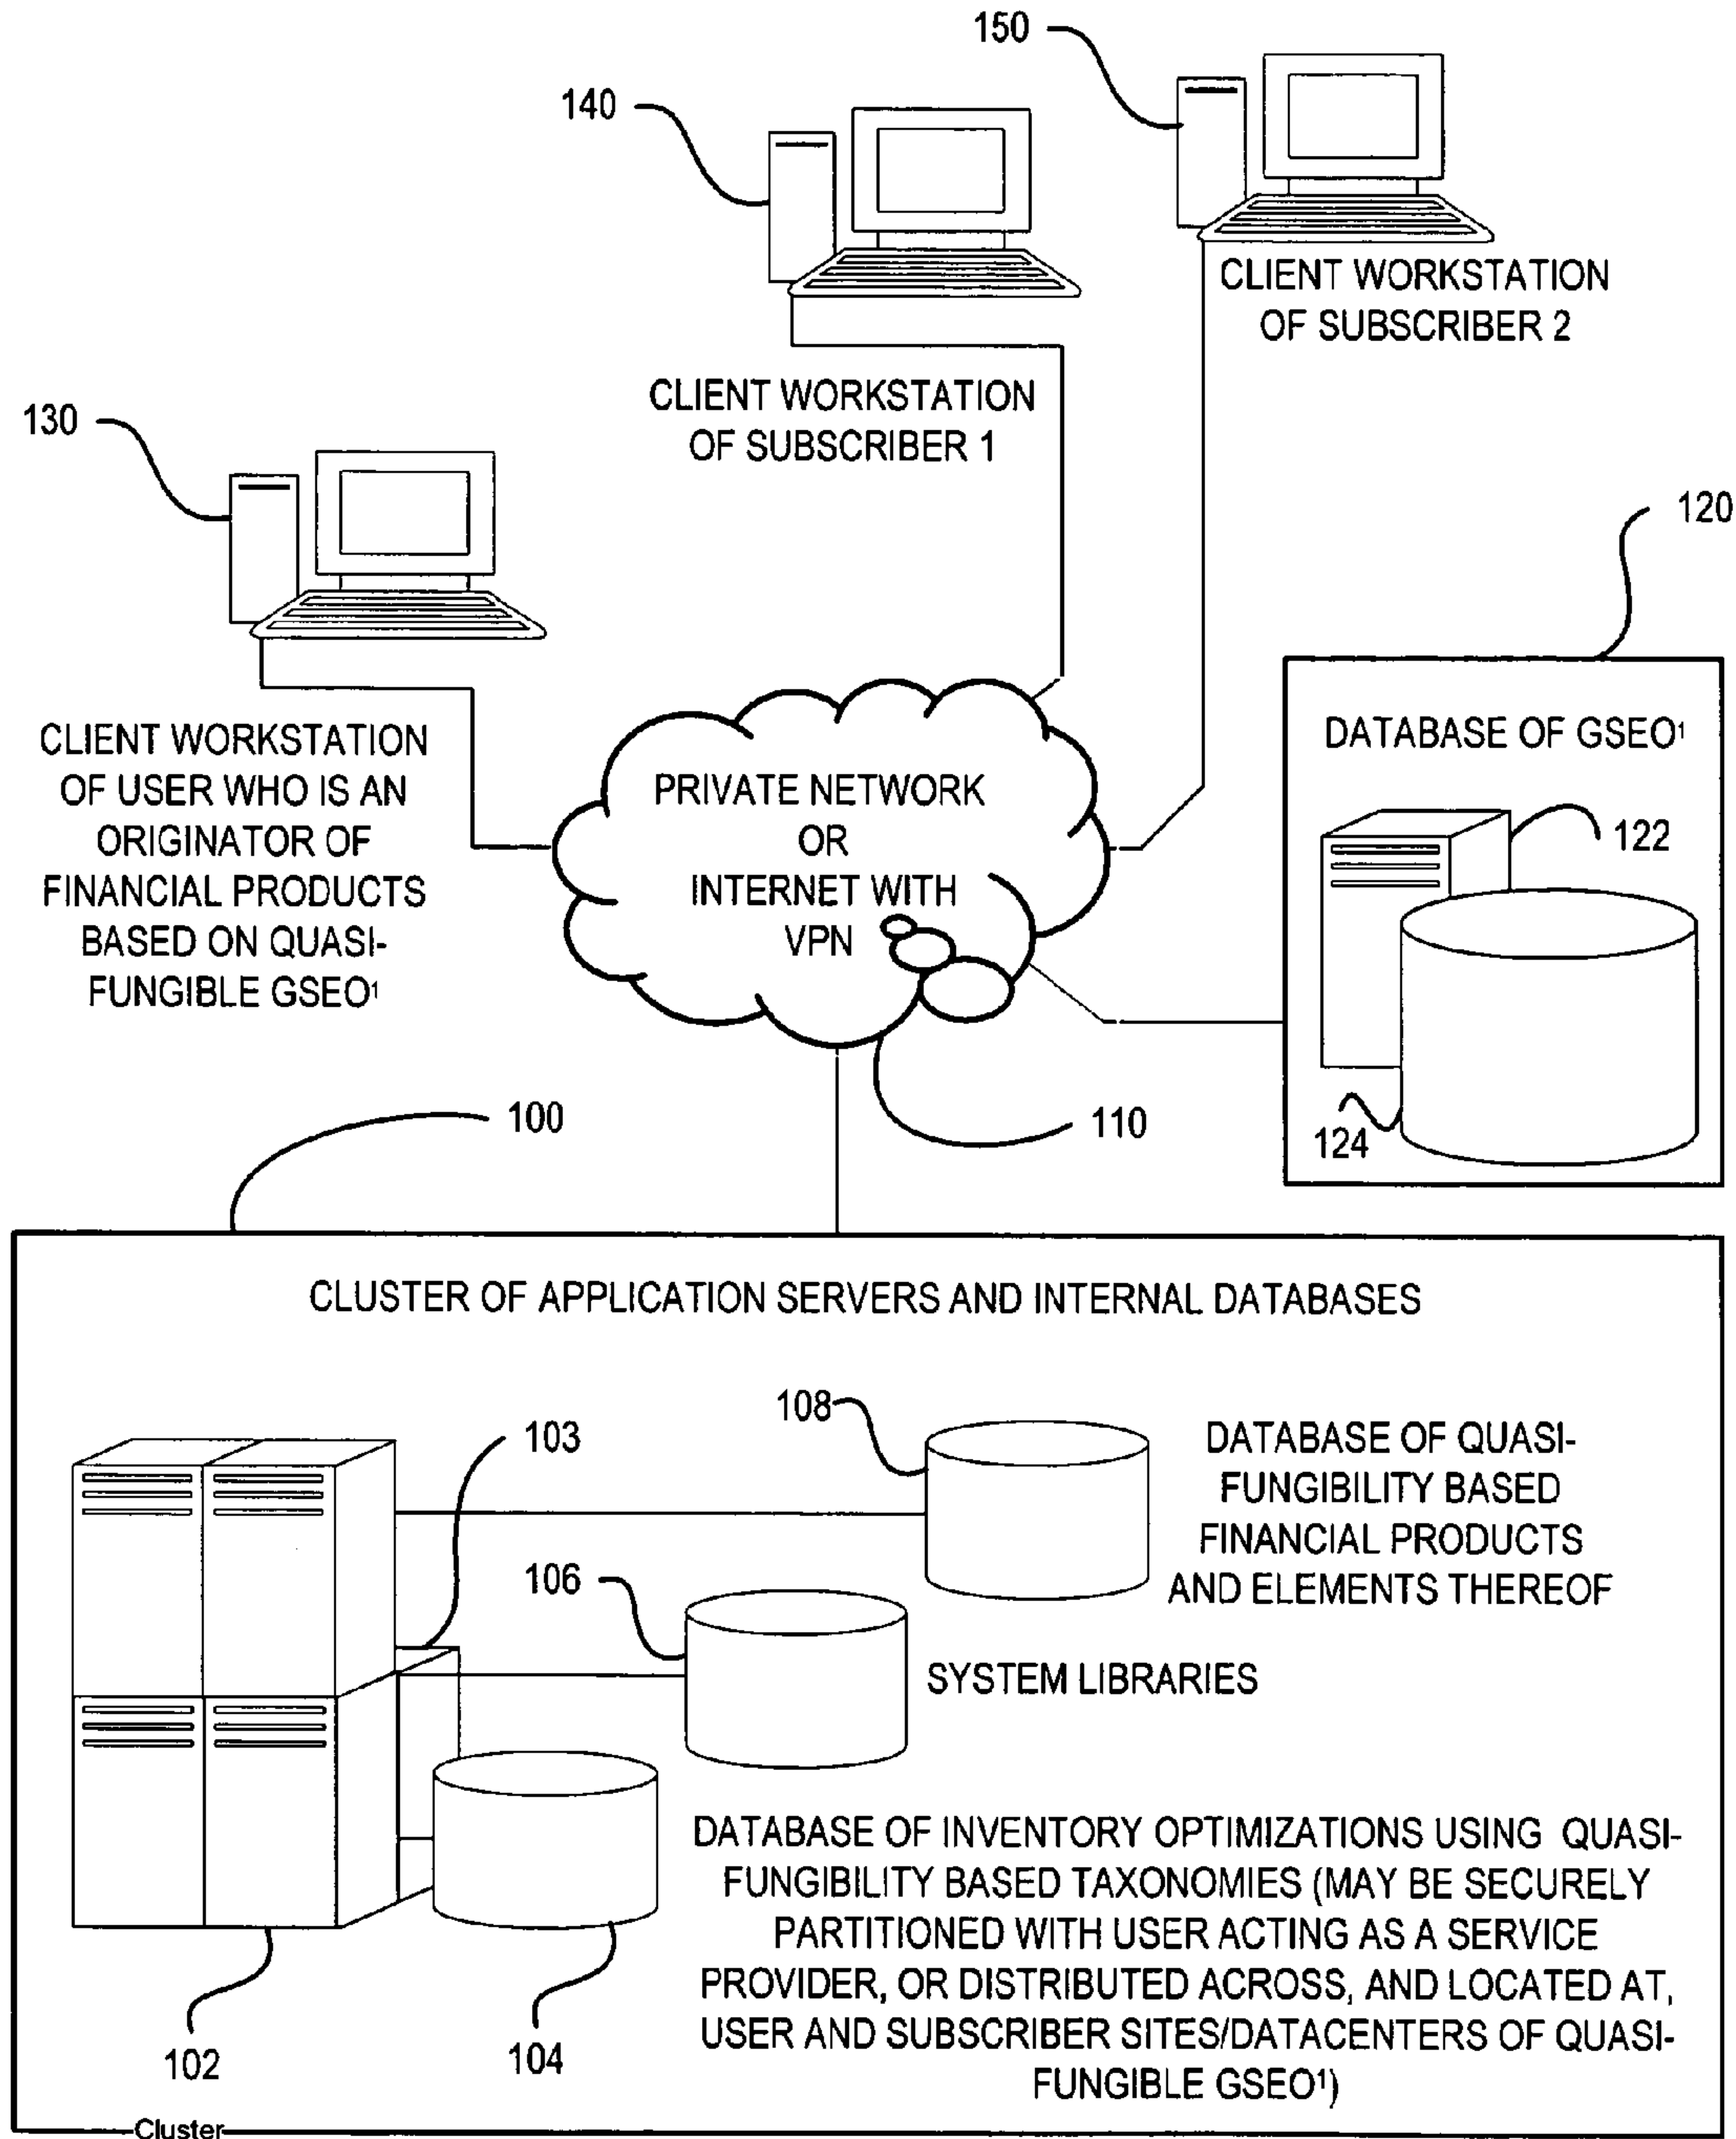 150
140
CLIENT WORKSTATION
OF SUBSCRIBER 2
CLIENT WORKSTATION
OF SUBSCRIBER 1
130
120
CLIENT WORKSTATION
OF USER WHO IS AN
ORIGINATOR OF
FINANCIAL PRODUCTS
BASED ON QUASI-
FUNGIBLE GSEO¹
PRIVATE NETWORK
OR
INTERNET WITH
VPN
DATABASE OF GSEO¹
122
124
100
110
CLUSTER OF APPLICATION SERVERS AND INTERNAL DATABASES
108
103
DATABASE OF QUASI-
FUNGIBILITY BASED
FINANCIAL PRODUCTS
AND ELEMENTS THEREOF
106
SYSTEM LIBRARIES
DATABASE OF INVENTORY OPTIMIZATIONS USING QUASI-
FUNGIBILITY BASED TAXONOMIES (MAY BE SECURELY
PARTITIONED WITH USER ACTING AS A SERVICE
PROVIDER, OR DISTRIBUTED ACROSS, AND LOCATED AT,
USER AND SUBSCRIBER SITES/DATACENTERS OF QUASI-
FUNGIBLE GSEO¹)
102
104
Cluster